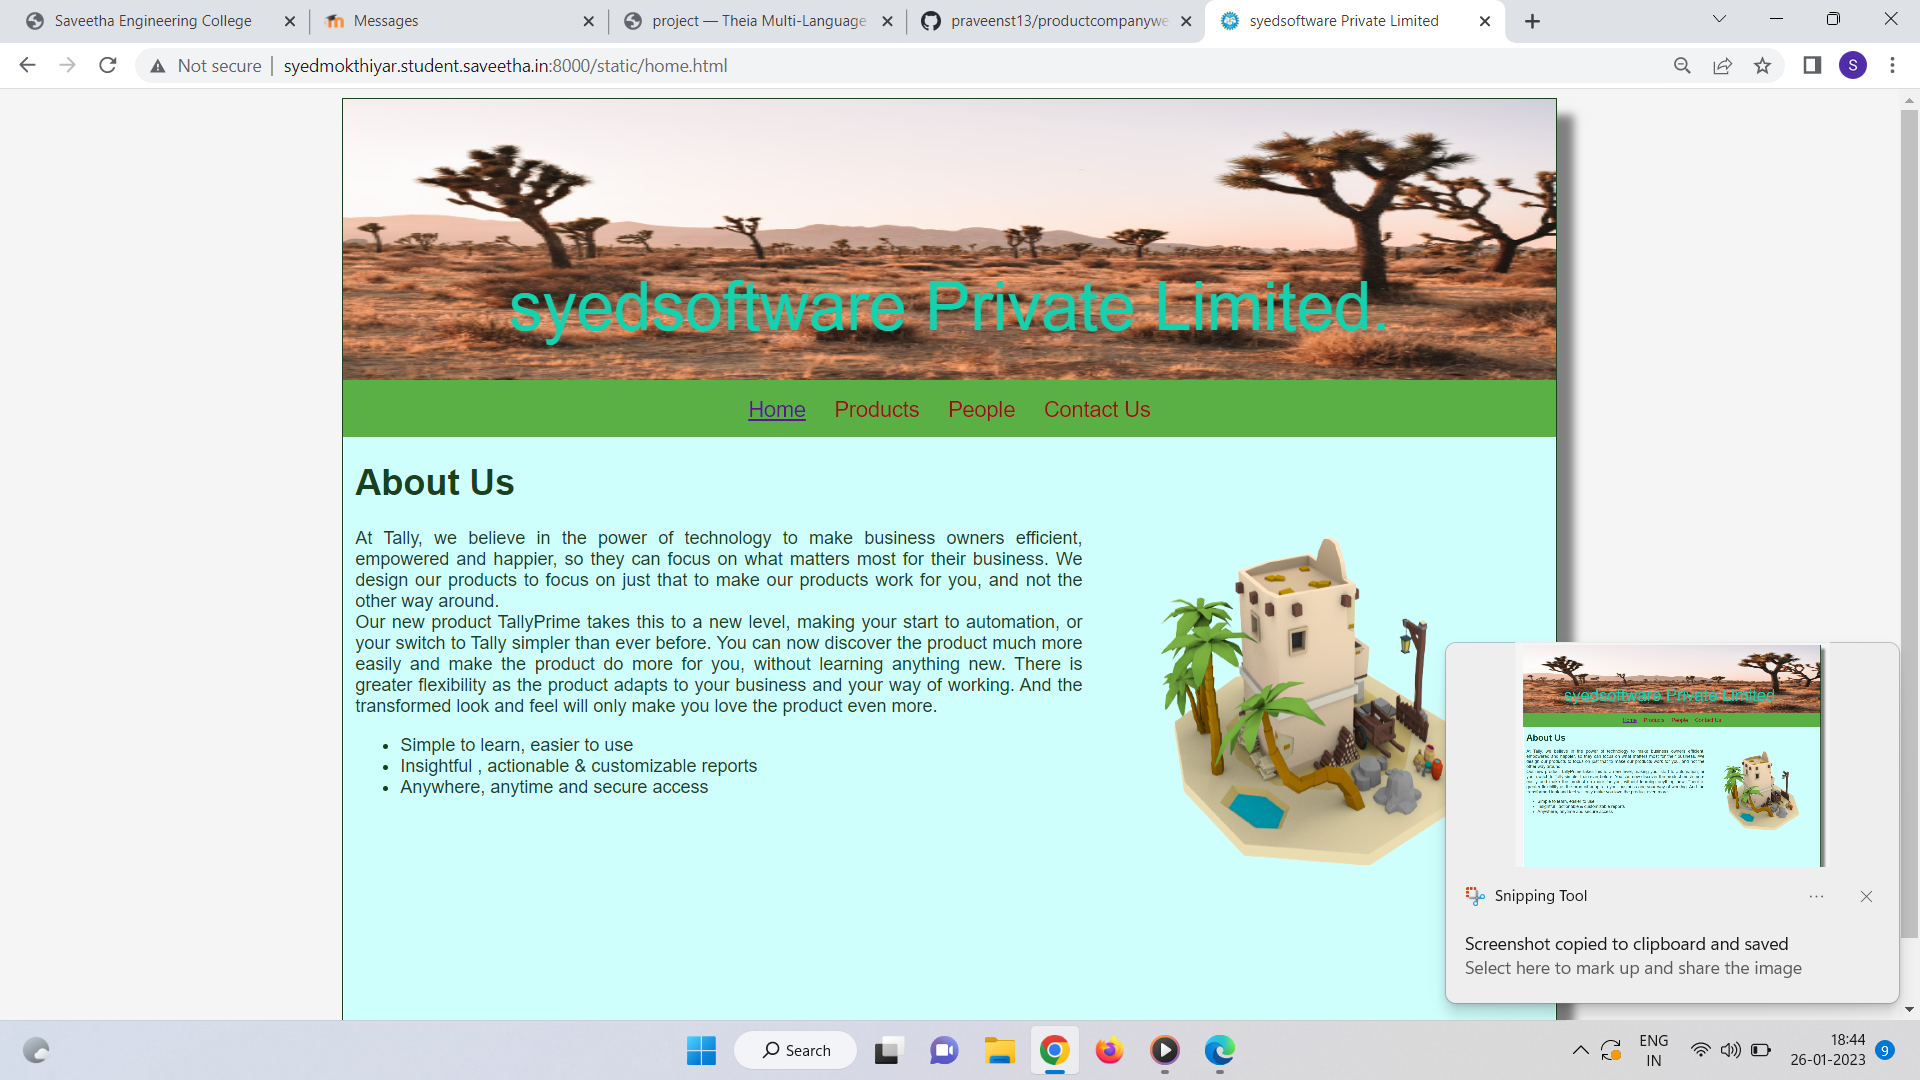 Saveetha Engineering College
Messages
project — Theia Multi-Language
praveenst13/productcompanywe
syedsoftware Private Limited
Not secure
syedmokthiyar.student.saveetha.in:8000/static/home.html
S
syedsoftware Private Limited.
Home
Products
People
Contact Us
About Us
At Tally, we believe in the power of technology to make business owners efficient,
empowered and happier, so they can focus on what matters most for their business. We
design our products to focus on just that to make our products work for you, and not the
other way around.
Our new product TallyPrime takes this to a new level, making your start to automation, or
your switch to Tally simpler than ever before. You can now discover the product much more
easily and make the product do more for you, without learning anything new. There is
greater flexibility as the product adapts to your business and your way of working. And the
transformed look and feel will only make you love the product even more.
• Simple to learn, easier to use
• Insightful , actionable & customizable reports
• Anywhere, anytime and secure access
syedsoftware Private Limited
Home
Products
People
Contact Us
About Us
Snipping Tool
Screenshot copied to clipboard and saved
Select here to mark up and share the image
Search
ENG
IN
18:44
26-01-2023
9